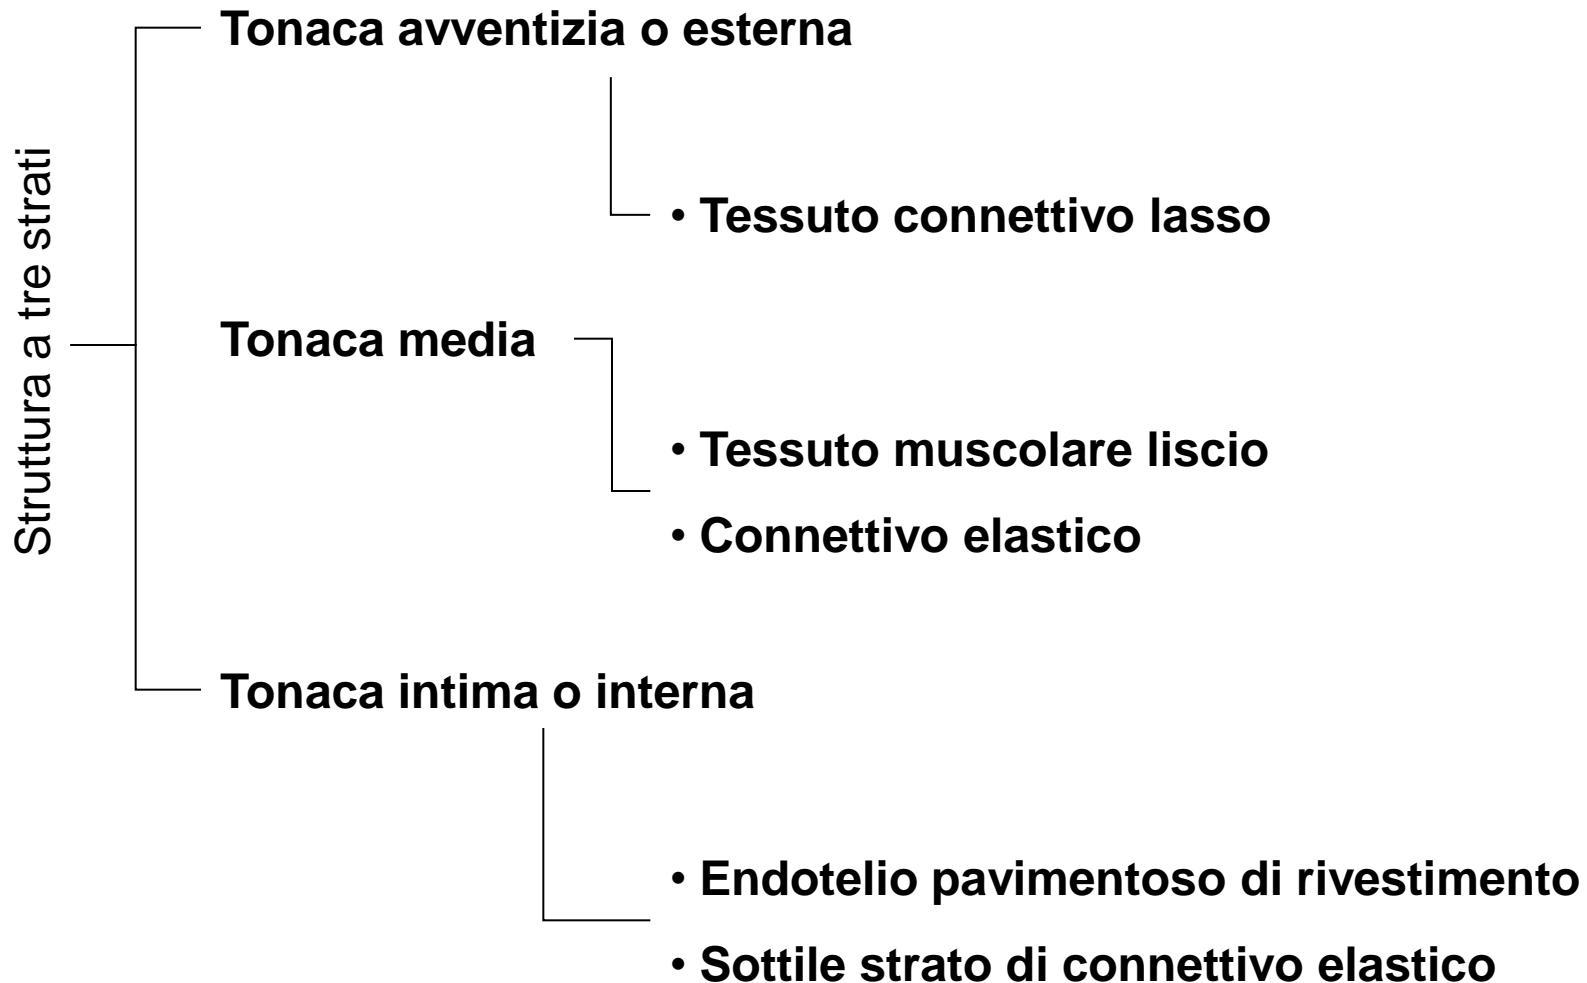 Struttura a tre strati
Tonaca avventizia o esterna
• Tessuto connettivo lasso
Tonaca media
• Tessuto muscolare liscio
• Connettivo elastico
Tonaca intima o interna
• Endotelio pavimentoso di rivestimento
• Sottile strato di connettivo elastico